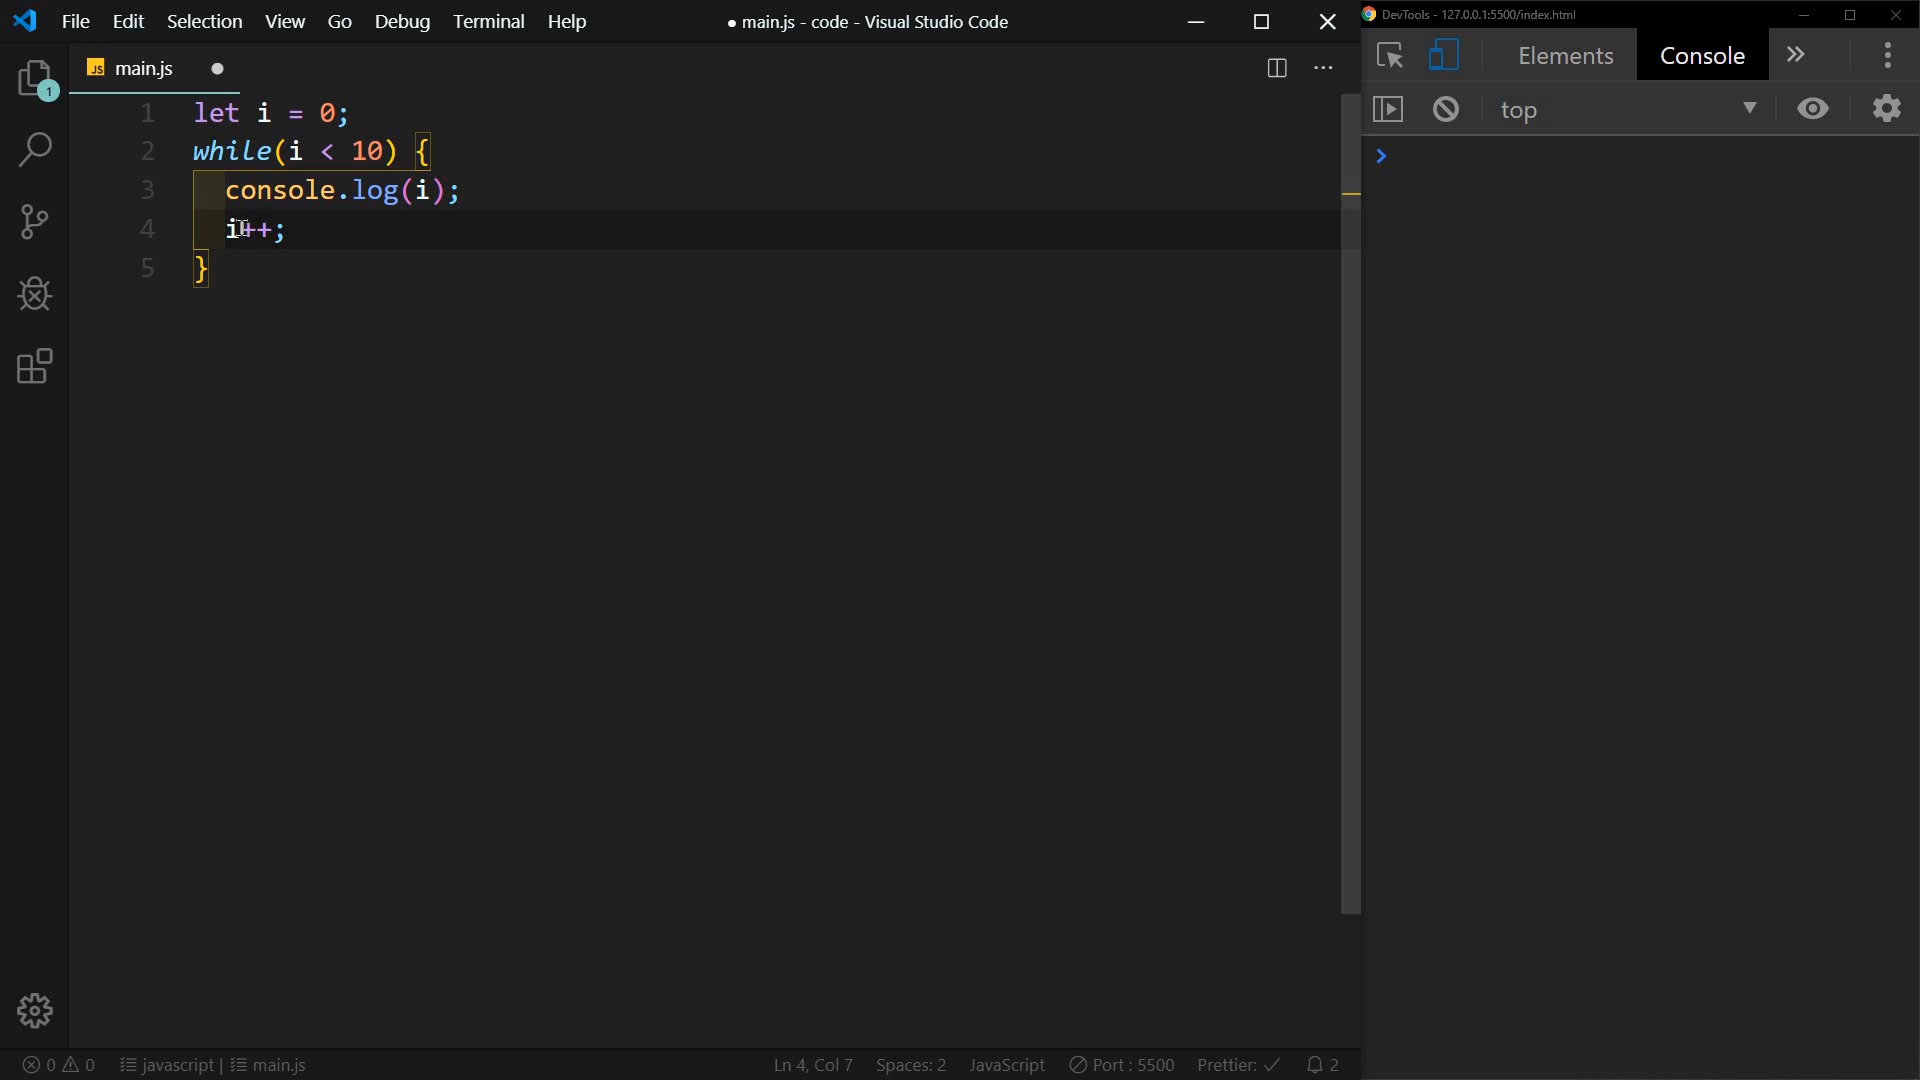 File Edit Selection View Go Debug Terminal Help ● main.js - code - Visual Studio Code
DevTools - 127.0.0.1:5500/index.html
JS main.js ●
Elements Console
top
1
1 let i = 0;
2 while(i < 10) {
3 console.log(i);
4 i++;
5 }
0 0 javascript | main.js Ln 4, Col 7 Spaces: 2 JavaScript Port : 5500 Prettier: ✓ 2